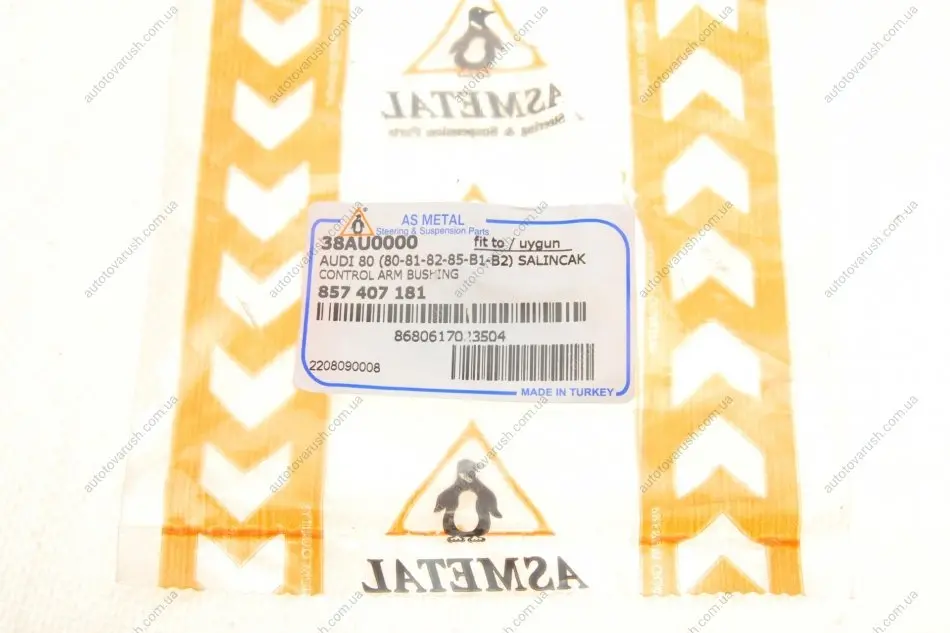 ASMETAL
Steering & Suspension Parts
AS METAL
Steering & Suspension Parts
38AU0000 fit to / uygun
AUDI 80 (80-81-82-85-B1-B2) SALINCAK
CONTROL ARM BUSHING
857 407 181
2208090008
MADE IN TURKEY
ASMETAL
autotovarush.com.ua